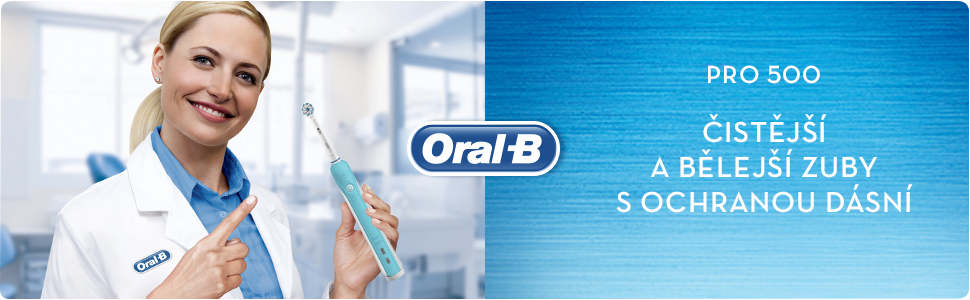 Oral-B
Oral-B
PRO 500
ČISTĚJŠÍ
A BĚLEJŠÍ ZUBY
S OCHRANOU DÁSNÍ